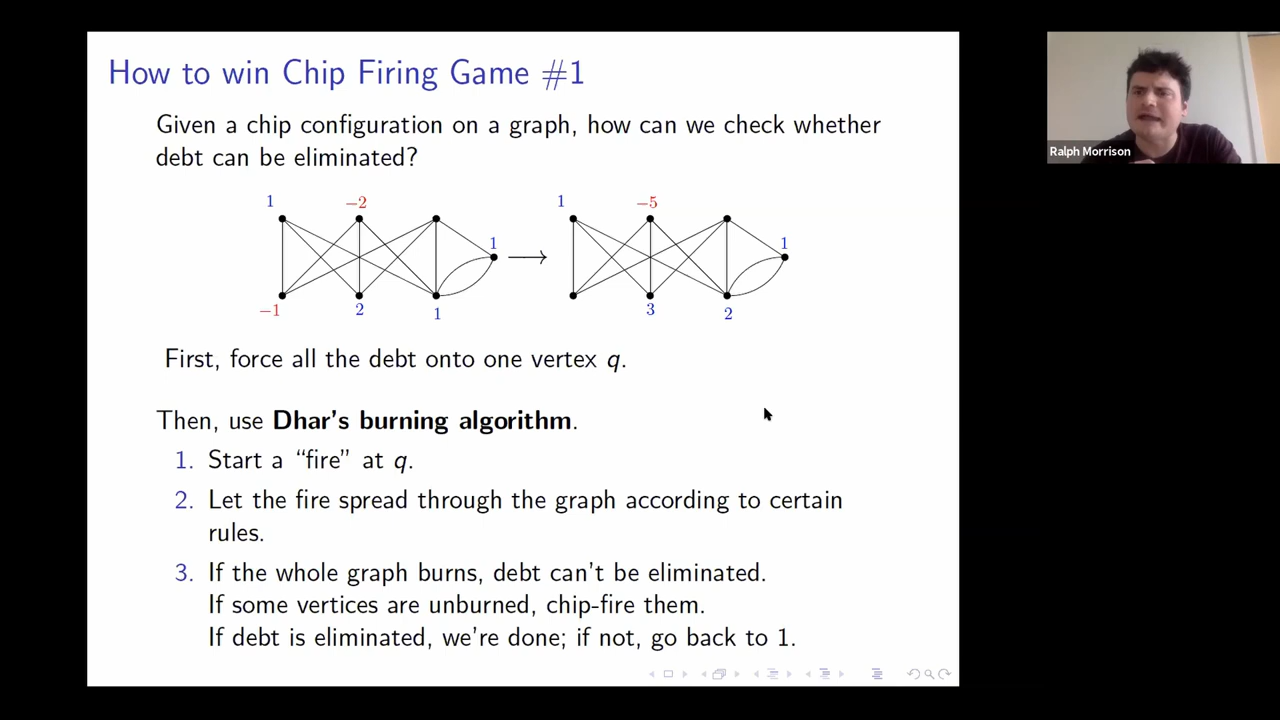 How to win Chip Firing Game #1
Given a chip configuration on a graph, how can we check whether
debt can be eliminated?
1 −2 1 −5
1 1
−1 2 1 3 2
First, force all the debt onto one vertex q.
Then, use Dhar's burning algorithm.
1. Start a “fire” at q.
2. Let the fire spread through the graph according to certain
rules.
3. If the whole graph burns, debt can't be eliminated.
If some vertices are unburned, chip-fire them.
If debt is eliminated, we're done; if not, go back to 1.
Ralph Morrison